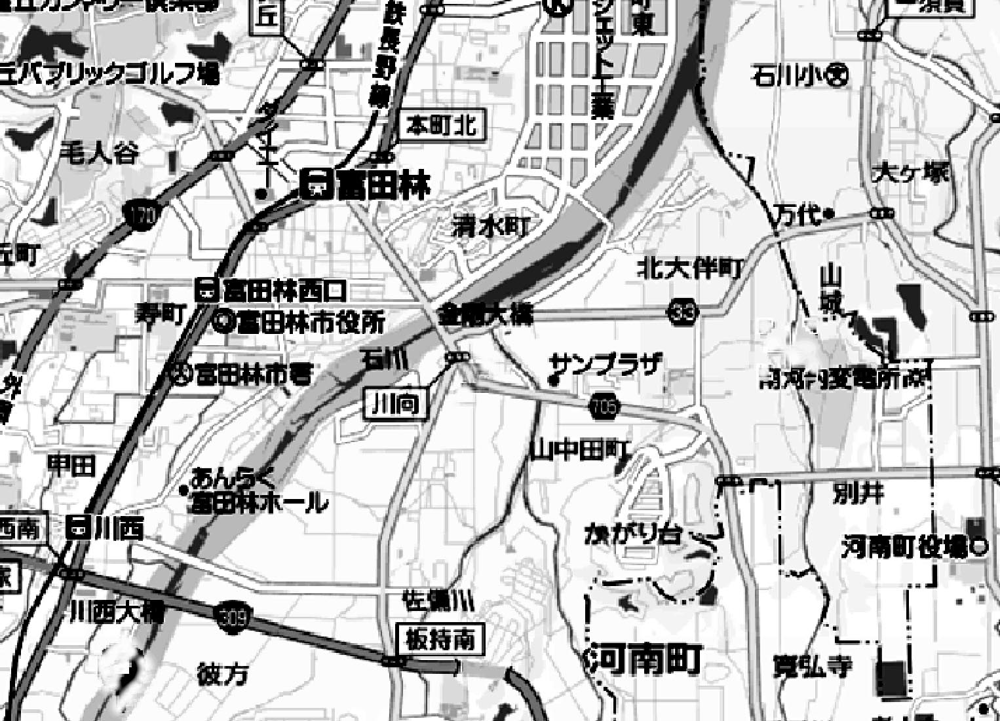 丘
鉄長野線
町東
ジェット工業
須賀
丘パブリックゴルフ場
石川小
本町北
毛人谷
大ヶ塚
富田林
170
清水町
万代
丘町
北大伴町
山城
富田林西口
寿町
富田林市役所
金剛大橋
33
石川
サンプラザ
富田林市署
南河内変電所
川向
705
山中田町
甲田
あんらく
富田林ホール
別井
西南
川西
かがり台
河南町役場
川西大橋
佐備川
309
板持南
彼方
河南町
寛弘寺